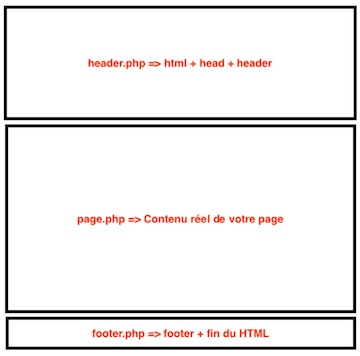 header.php => html + head + header
page.php => Contenu réel de votre page
footer.php => footer + fin du HTML